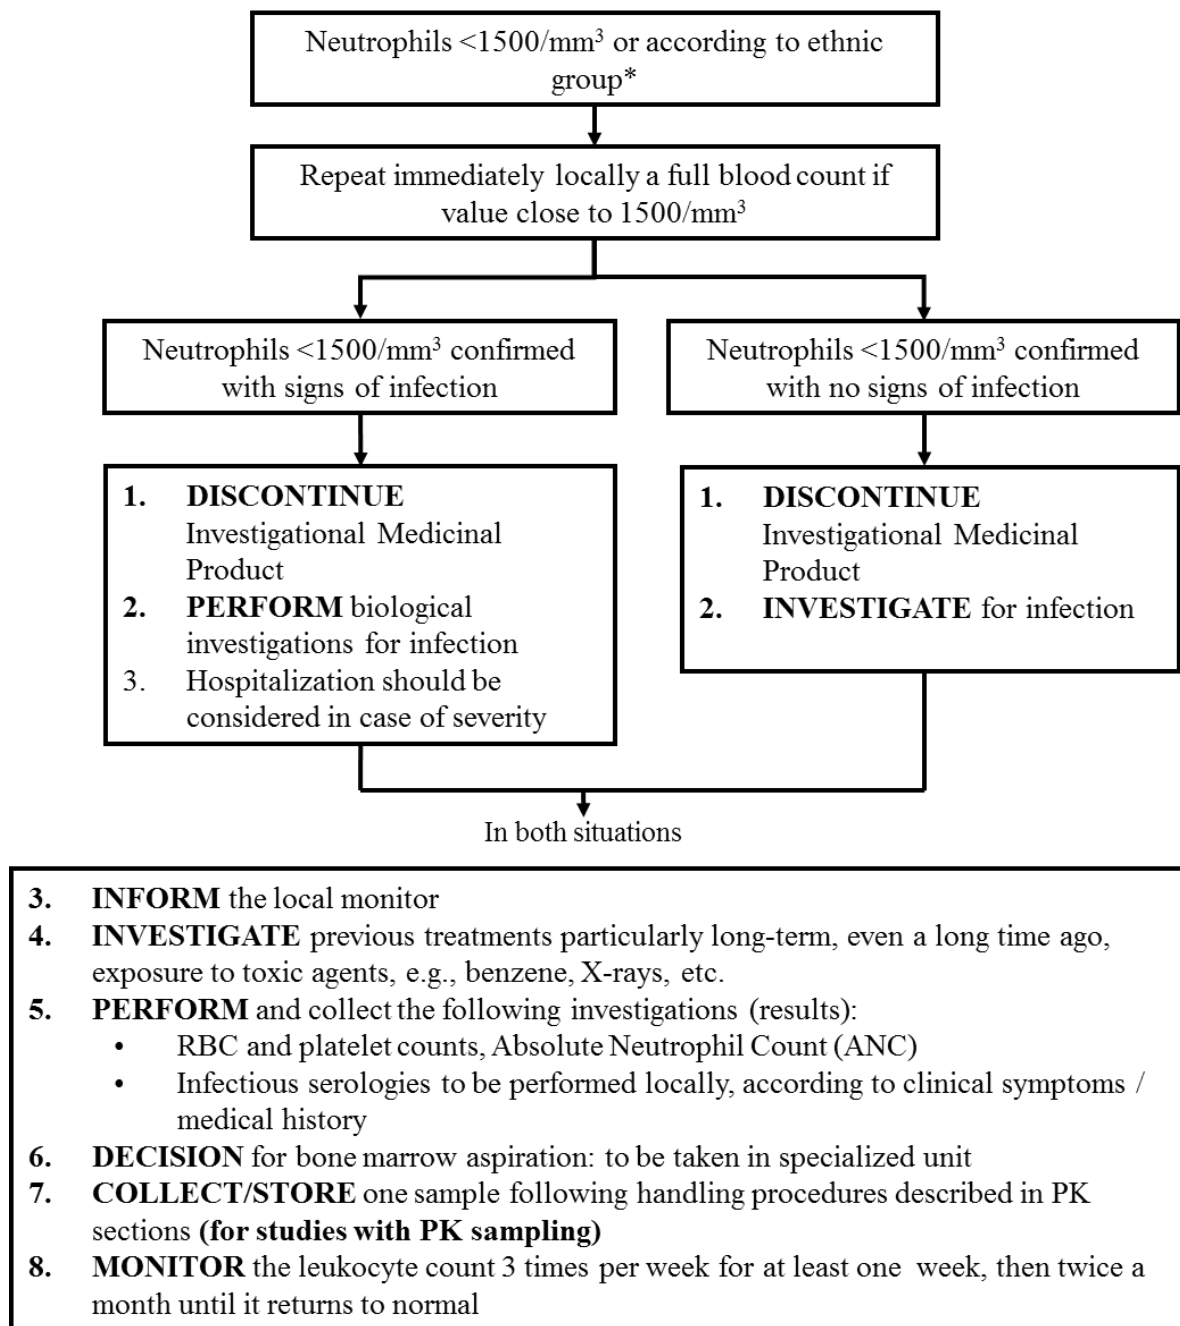 Neutrophils <1500/mm³ or according to ethnic
group*
Repeat immediately locally a full blood count if
value close to 1500/mm³
Neutrophils <1500/mm³ confirmed
with signs of infection
Neutrophils <1500/mm³ confirmed
with no signs of infection
1. DISCONTINUE
Investigational Medicinal
Product
2. PERFORM biological
investigations for infection
3. Hospitalization should be
considered in case of severity
1. DISCONTINUE
Investigational Medicinal
Product
2. INVESTIGATE for infection
In both situations
3. INFORM the local monitor
4. INVESTIGATE previous treatments particularly long-term, even a long time ago,
exposure to toxic agents, e.g., benzene, X-rays, etc.
5. PERFORM and collect the following investigations (results):
• RBC and platelet counts, Absolute Neutrophil Count (ANC)
• Infectious serologies to be performed locally, according to clinical symptoms /
medical history
6. DECISION for bone marrow aspiration: to be taken in specialized unit
7. COLLECT/STORE one sample following handling procedures described in PK
sections (for studies with PK sampling)
8. MONITOR the leukocyte count 3 times per week for at least one week, then twice a
month until it returns to normal